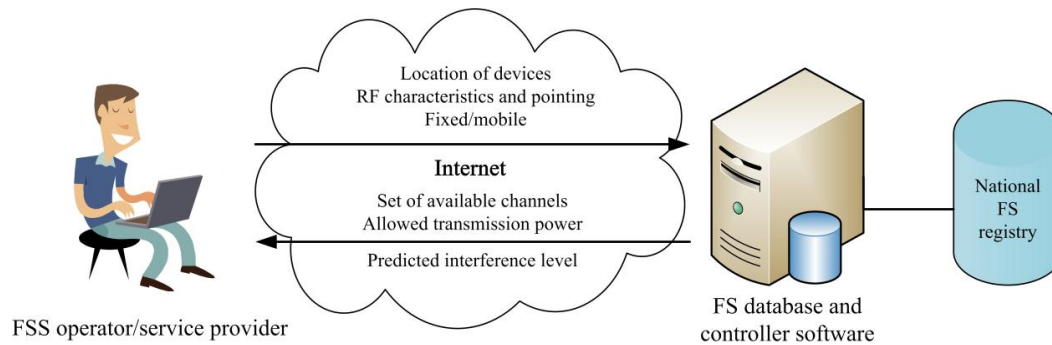 Location of devices
RF characteristics and pointing
Fixed/mobile
Internet
Set of available channels
Allowed transmission power
Predicted interference level
FSS operator/service provider
FS database and
controller software
National
FS
registry